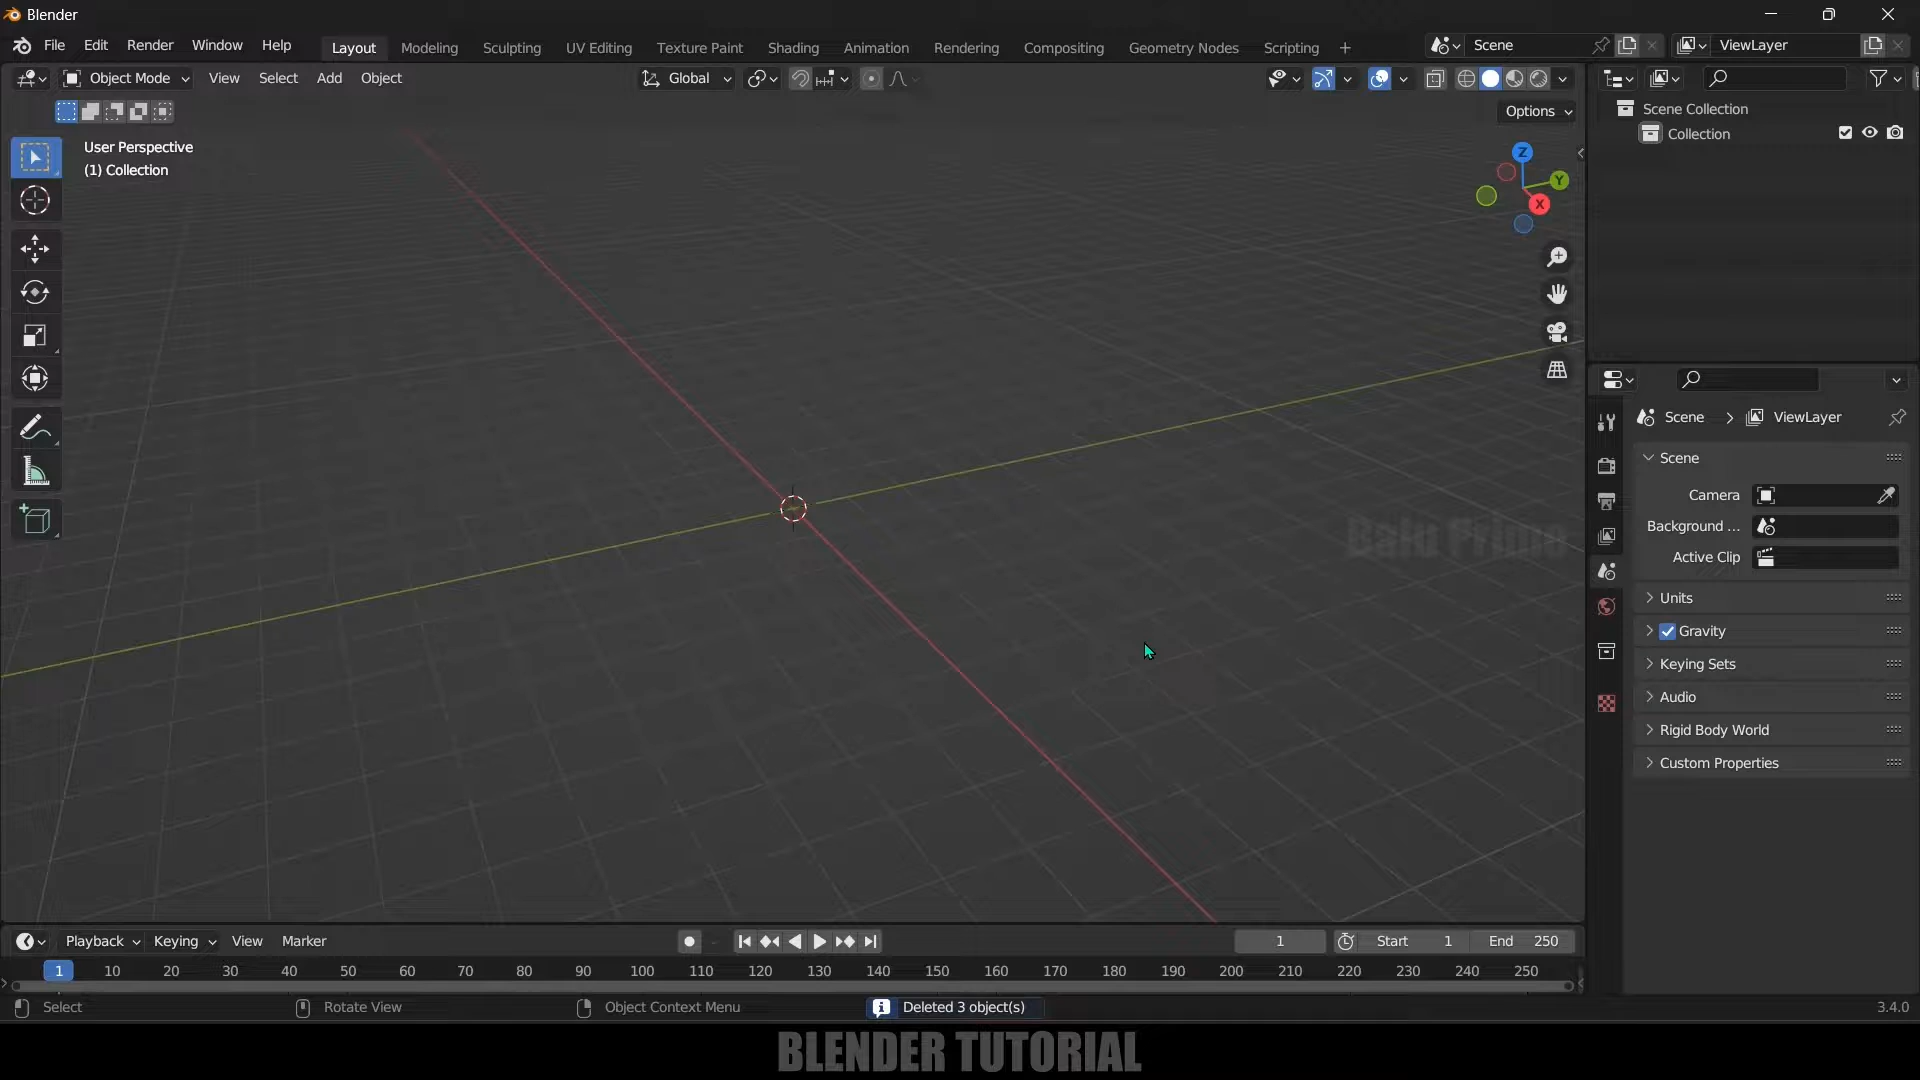 Blender
File Edit Render Window Help Layout Modeling Sculpting UV Editing Texture Paint Shading Animation Rendering Compositing Geometry Nodes Scripting + Scene ViewLayer
Object Mode View Select Add Object Global
Options
User Perspective
(1) Collection
Z
Y
X
Scene Collection
Collection
Scene > ViewLayer
Scene
Camera
Background ...
Active Clip
Units
Gravity
Keying Sets
Audio
Rigid Body World
Custom Properties
Balu Primo
Playback Keying View Marker 1 Start 1 End 250
1 10 20 30 40 50 60 70 80 90 100 110 120 130 140 150 160 170 180 190 200 210 220 230 240 250
Select Rotate View Object Context Menu Deleted 3 object(s) 3.4.0
BLENDER TUTORIAL